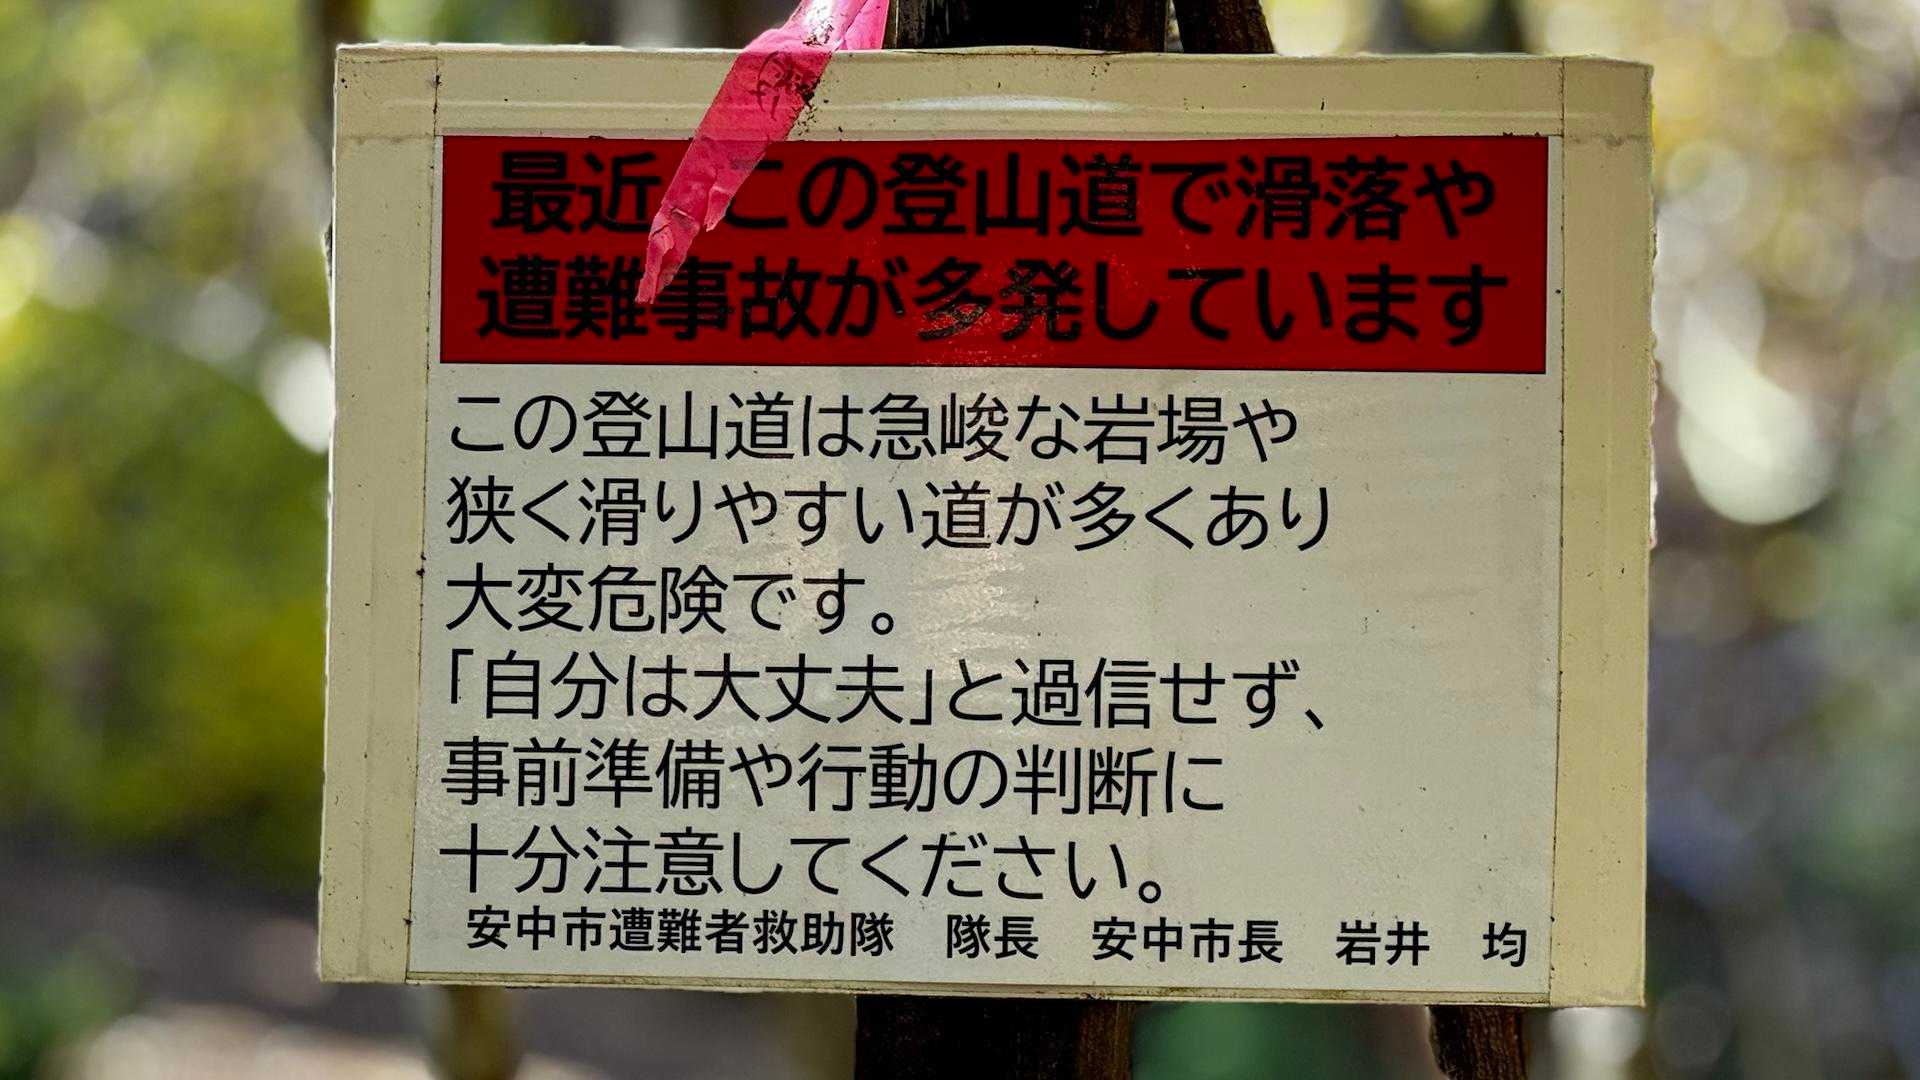 最近 この登山道で滑落や
遭難事故が多発しています
この登山道は急峻な岩場や
狭く滑りやすい道が多くあり
大変危険です。
「自分は大丈夫」と過信せず、
事前準備や行動の判断に
十分注意してください。
安中市遭難者救助隊　隊長　安中市長　岩井　均